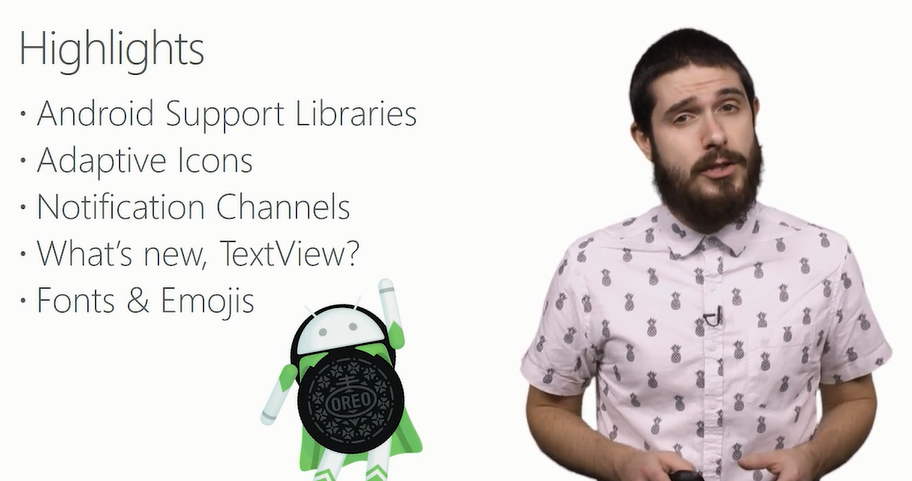 Highlights
· Android Support Libraries
· Adaptive Icons
· Notification Channels
· What's new, TextView?
· Fonts & Emojis
OREO